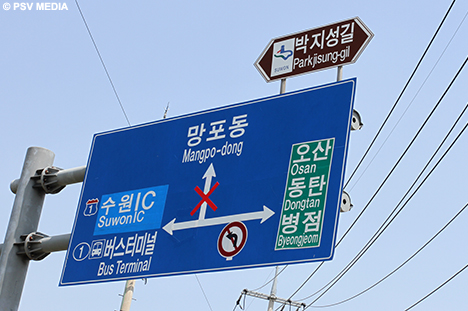 © PSV MEDIA
박지성길
Parkjisung-gil
SUWON
망포동
Mangpo-dong
오산
Osan
동탄
Dongtan
병점
Byeongjeom
1 수원IC
Suwon IC
1 버스터미널
Bus Terminal